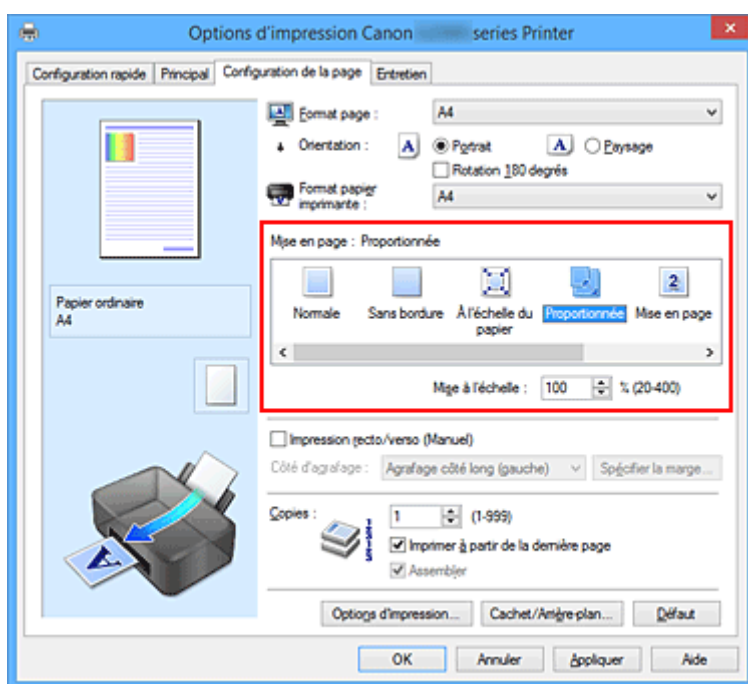 Options d'impression Canon series Printer
Configuration rapide Principal Configuration de la page Entretien
Format page : A4
Orientation : A Portrait A Paysage
Rotation 180 degrés
Format papier imprimante : A4
Mise en page : Proportionnée
Normale Sans bordure À l'échelle du papier Proportionnée 2 Mise en page
Mise à l'échelle : 100 % (20-400)
Papier ordinaire
A4
Impression recto/verso (Manuel)
Côté d'agrafage : Agrafage côté long (gauche) Spécifier la marge...
Copies : 1 (1-999)
Imprimer à partir de la dernière page
Assembler
Options d'impression... Cachet/Arrière-plan... Défaut
OK Annuler Appliquer Aide